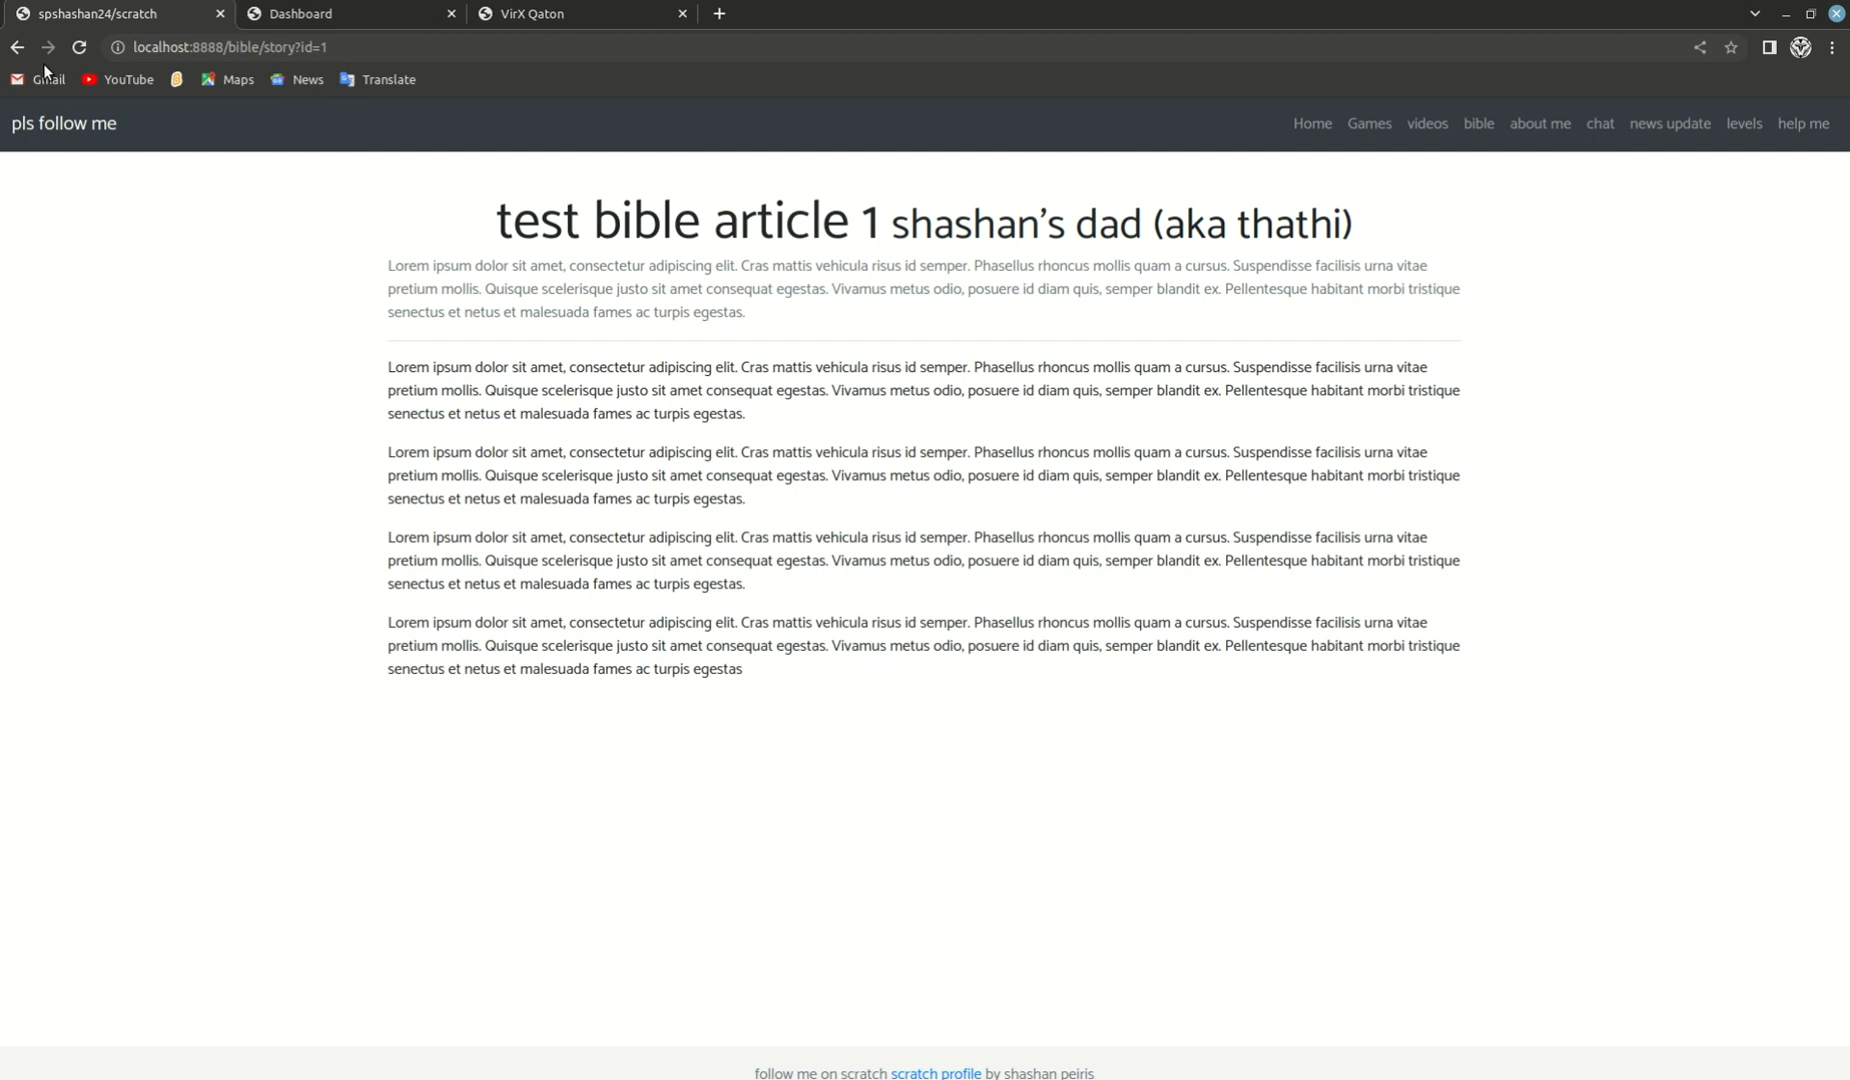 spshashan24/scratch
Dashboard
VirX Qaton
localhost:8888/bible/story?id=1
Gmail YouTube Maps News Translate
pls follow me
Home Games videos bible about me chat news update levels help me
test bible article 1 shashan's dad (aka thathi)
Lorem ipsum dolor sit amet, consectetur adipiscing elit. Cras mattis vehicula risus id semper. Phasellus rhoncus mollis quam a cursus. Suspendisse facilisis urna vitae
pretium mollis. Quisque scelerisque justo sit amet consequat egestas. Vivamus metus odio, posuere id diam quis, semper blandit ex. Pellentesque habitant morbi tristique
senectus et netus et malesuada fames ac turpis egestas.
Lorem ipsum dolor sit amet, consectetur adipiscing elit. Cras mattis vehicula risus id semper. Phasellus rhoncus mollis quam a cursus. Suspendisse facilisis urna vitae
pretium mollis. Quisque scelerisque justo sit amet consequat egestas. Vivamus metus odio, posuere id diam quis, semper blandit ex. Pellentesque habitant morbi tristique
senectus et netus et malesuada fames ac turpis egestas.
Lorem ipsum dolor sit amet, consectetur adipiscing elit. Cras mattis vehicula risus id semper. Phasellus rhoncus mollis quam a cursus. Suspendisse facilisis urna vitae
pretium mollis. Quisque scelerisque justo sit amet consequat egestas. Vivamus metus odio, posuere id diam quis, semper blandit ex. Pellentesque habitant morbi tristique
senectus et netus et malesuada fames ac turpis egestas.
Lorem ipsum dolor sit amet, consectetur adipiscing elit. Cras mattis vehicula risus id semper. Phasellus rhoncus mollis quam a cursus. Suspendisse facilisis urna vitae
pretium mollis. Quisque scelerisque justo sit amet consequat egestas. Vivamus metus odio, posuere id diam quis, semper blandit ex. Pellentesque habitant morbi tristique
senectus et netus et malesuada fames ac turpis egestas.
Lorem ipsum dolor sit amet, consectetur adipiscing elit. Cras mattis vehicula risus id semper. Phasellus rhoncus mollis quam a cursus. Suspendisse facilisis urna vitae
pretium mollis. Quisque scelerisque justo sit amet consequat egestas. Vivamus metus odio, posuere id diam quis, semper blandit ex. Pellentesque habitant morbi tristique
senectus et netus et malesuada fames ac turpis egestas
follow me on scratch scratch profile by shashan peiris